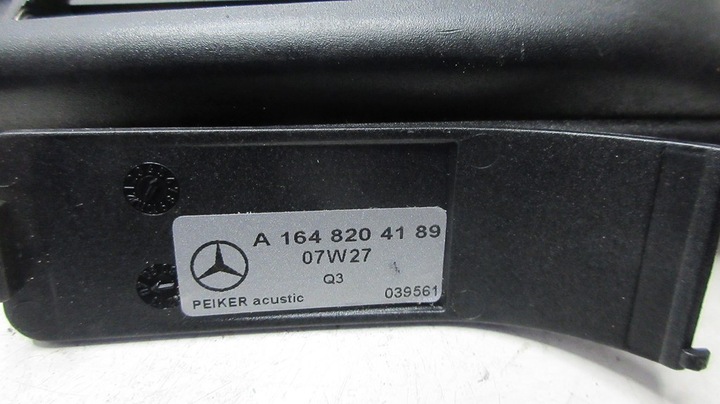 A 164 820 41 89
07W27
Q3
PEIKER acustic
039561